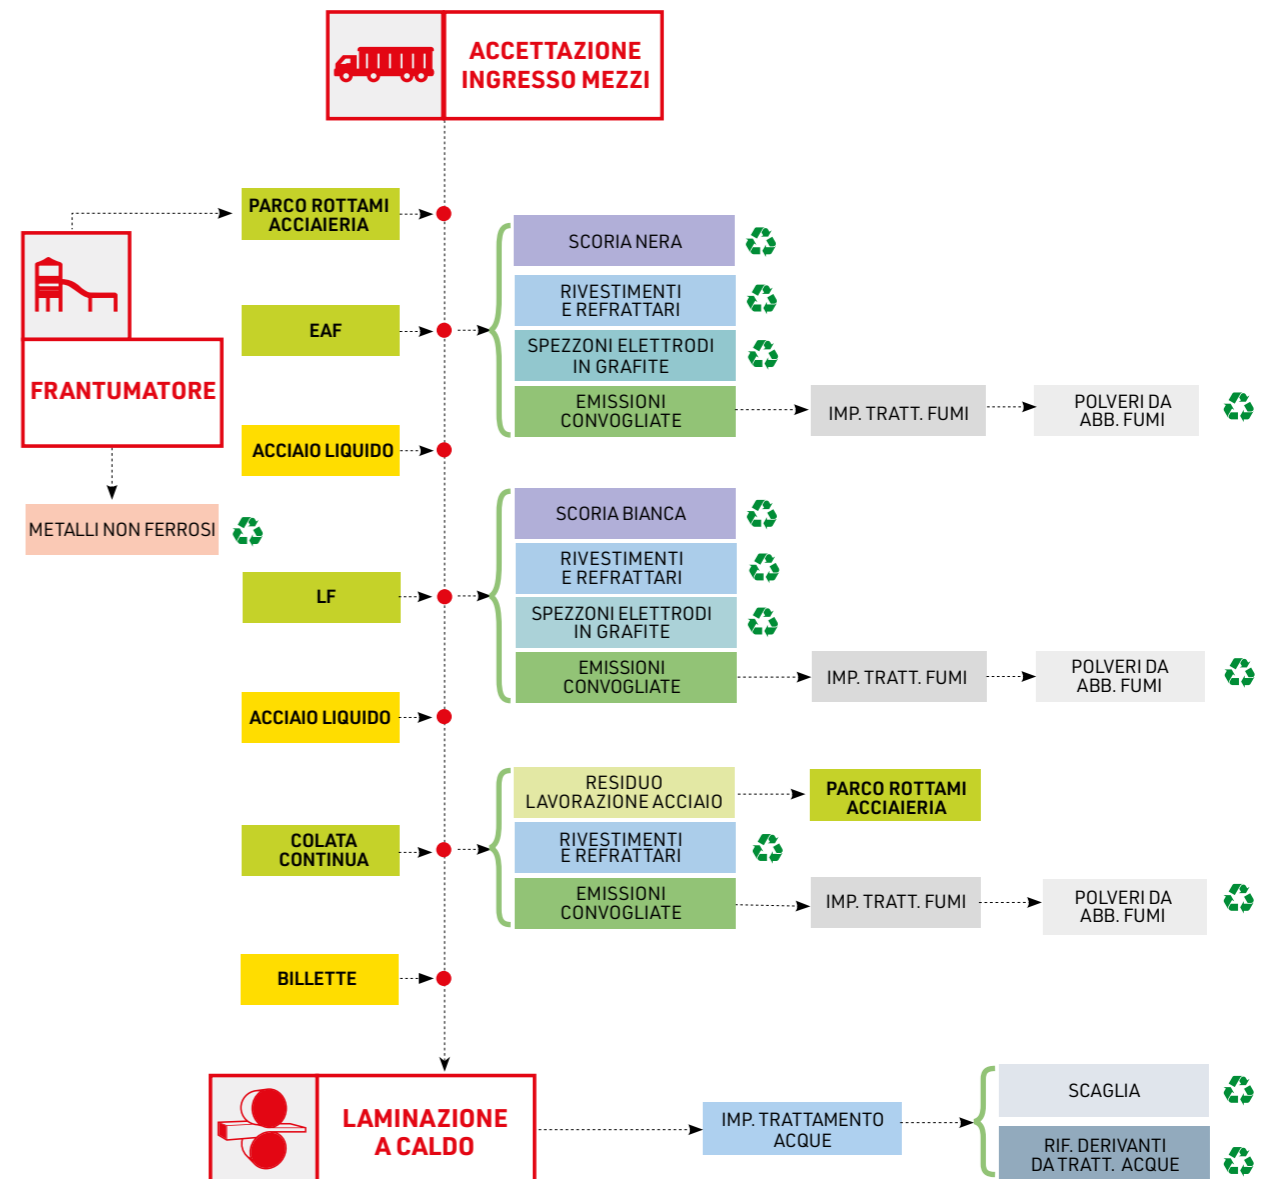 ACCETTAZIONE
INGRESSO MEZZI
PARCO ROTTAMI
ACCIAIERIA
SCORIA NERA
RIVESTIMENTI
E REFRATTARI
EAF
SPEZZONI ELETTRODI
IN GRAFITE
FRANTUMATORE
EMISSIONI
CONVOGLIATE
IMP. TRATT. FUMI
POLVERI DA
ABB. FUMI
ACCIAIO LIQUIDO
METALLI NON FERROSI
SCORIA BIANCA
RIVESTIMENTI
E REFRATTARI
LF
SPEZZONI ELETTRODI
IN GRAFITE
EMISSIONI
CONVOGLIATE
IMP. TRATT. FUMI
POLVERI DA
ABB. FUMI
ACCIAIO LIQUIDO
RESIDUO
LAVORAZIONE ACCIAIO
PARCO ROTTAMI
ACCIAIERIA
COLATA
CONTINUA
RIVESTIMENTI
E REFRATTARI
EMISSIONI
CONVOGLIATE
IMP. TRATT. FUMI
POLVERI DA
ABB. FUMI
BILLETTE
LAMINAZIONE
A CALDO
IMP. TRATTAMENTO
ACQUE
SCAGLIA
RIF. DERIVANTI
DA TRATT. ACQUE